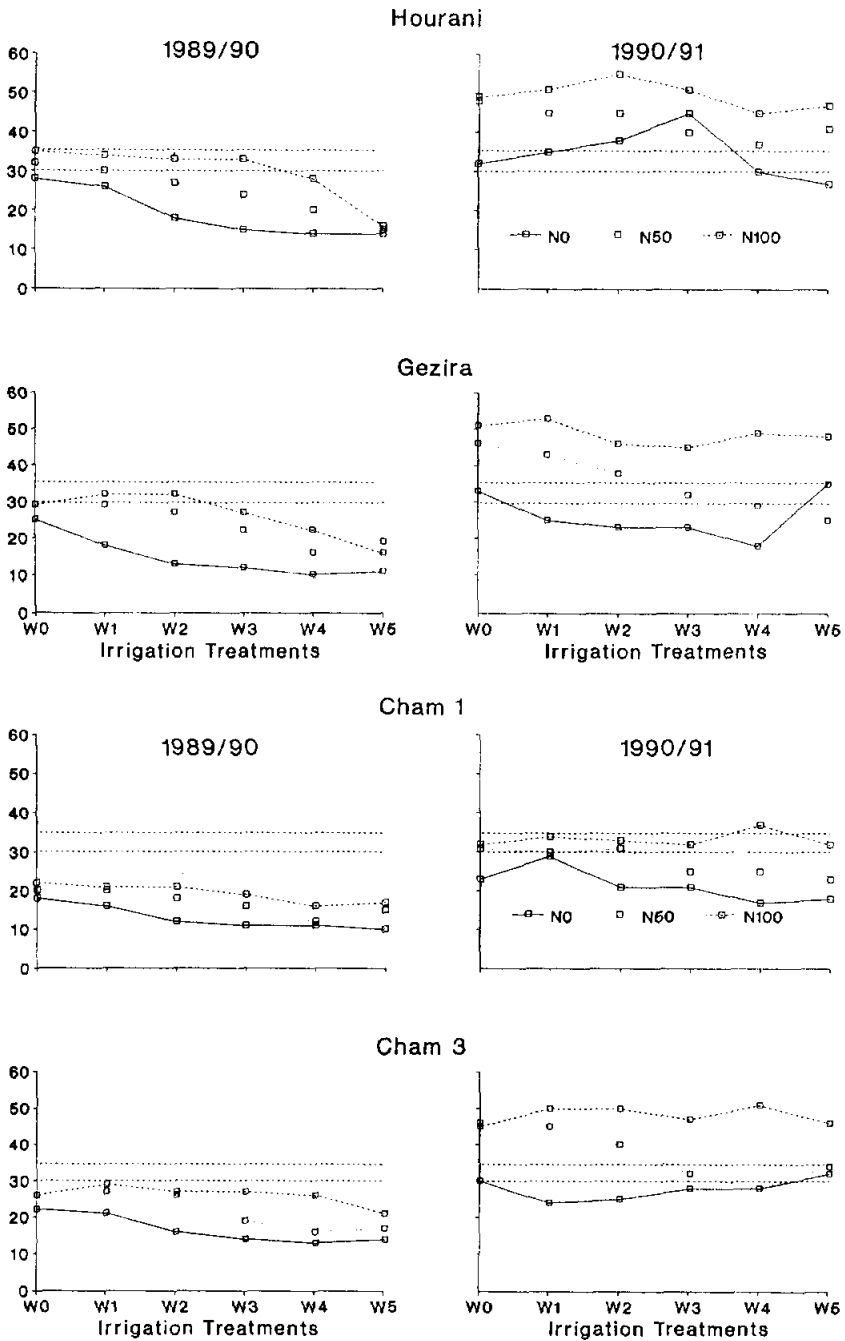 Hourani
1989/90
1990/91
60
50
40
30
20
10
0
N0 N50 N100
Gezira
60
50
40
30
20
10
0
W0 W1 W2 W3 W4 W5
Irrigation Treatments
W0 W1 W2 W3 W4 W5
Irrigation Treatments
Cham 1
1989/90
1990/91
60
50
40
30
20
10
0
N0 N50 N100
Cham 3
60
50
40
30
20
10
0
W0 W1 W2 W3 W4 W5
Irrigation Treatments
W0 W1 W2 W3 W4 W5
Irrigation Treatments